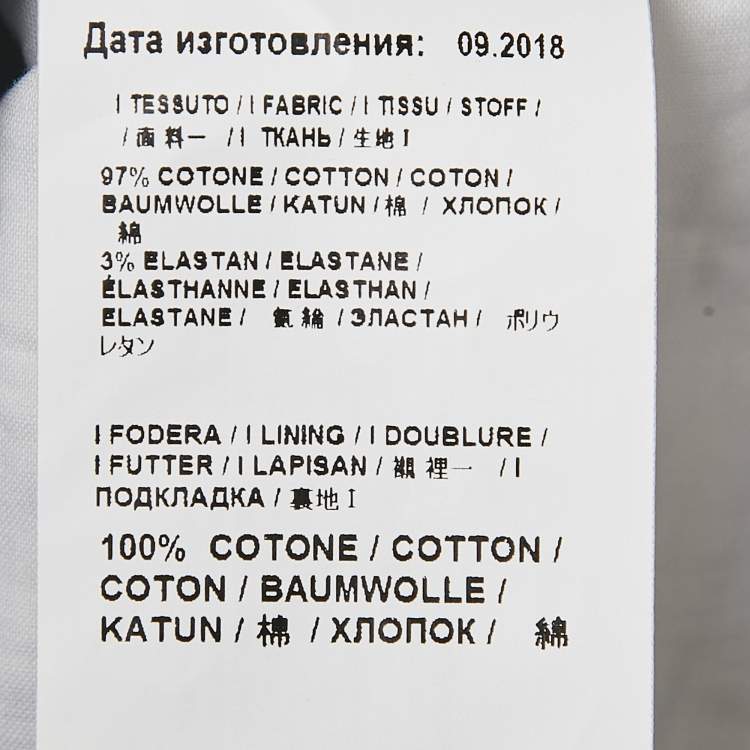 Дата изготовления: 09.2018
I TESSUTO / I FABRIC / I TISSU / STOFF /
/ 面 料一 / I ТКАНЬ / 生地 I
97% COTONE / COTTON / COTON /
BAUMWOLLE / KATUN / 棉 / ХЛОПОК /
綿
3% ELASTAN / ELASTANE /
ÉLASTHANNE / ELASTHAN /
ELASTANE / 氨 綸 / ЭЛАСТАН / ポリウ
レタン
I FODERA / I LINING / I DOUBLURE /
I FUTTER / I LAPISAN / 襯 裡一 / I
ПОДКЛАДКА / 裏地 I
100% COTONE / COTTON /
COTON / BAUMWOLLE /
KATUN / 棉 / ХЛОПОК / 綿